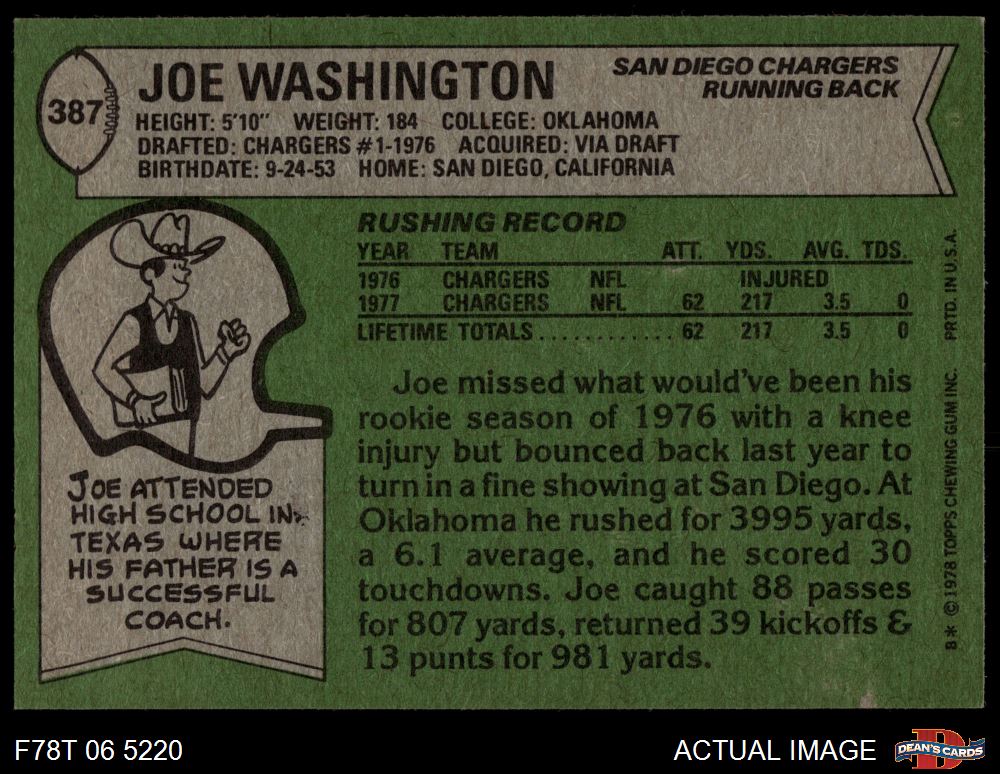 387
JOE WASHINGTON
SAN DIEGO CHARGERS
RUNNING BACK
HEIGHT: 5'10" WEIGHT: 184 COLLEGE: OKLAHOMA
DRAFTED: CHARGERS #1-1976 ACQUIRED: VIA DRAFT
BIRTHDATE: 9-24-53 HOME: SAN DIEGO, CALIFORNIA
RUSHING RECORD
YEAR TEAM ATT. YDS. AVG. TDS.
1976 CHARGERS NFL INJURED
1977 CHARGERS NFL 62 217 3.5 0
LIFETIME TOTALS............ 62 217 3.5 0
Joe missed what would've been his
rookie season of 1976 with a knee
injury but bounced back last year to
turn in a fine showing at San Diego. At
Oklahoma he rushed for 3995 yards,
a 6.1 average, and he scored 30
touchdowns. Joe caught 88 passes
for 807 yards, returned 39 kickoffs &
13 punts for 981 yards.
JOE ATTENDED
HIGH SCHOOL IN
TEXAS WHERE
HIS FATHER IS A
SUCCESSFUL
COACH.
B* © 1978 TOPPS CHEWING GUM INC. PRTD. IN U.S.A.
F78T 06 5220
ACTUAL IMAGE
D
DEAN'S CARDS